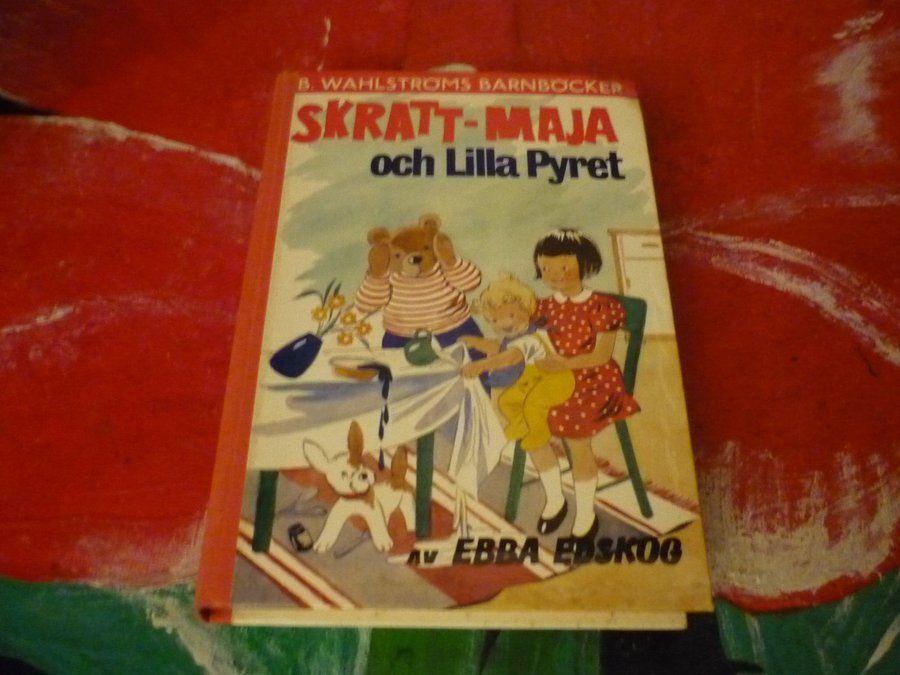 B. WAHLSTRÖMS BARNBÖCKER
SKRATT-MAJA
och Lilla Pyret
AV EBBA EDSKOG